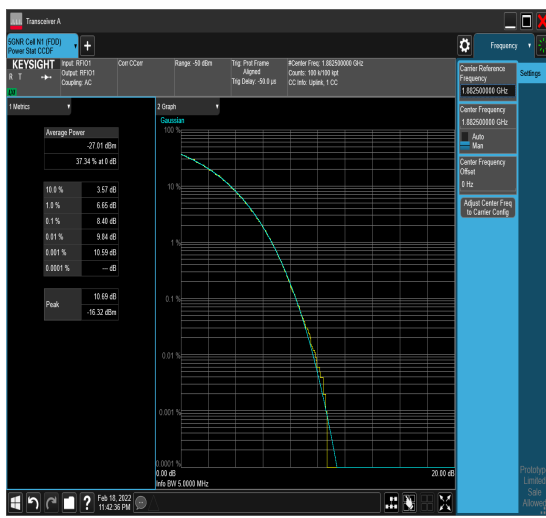 Transceiver A
5GNR Cell N1 (FDD)
Power Stat CCDF
Frequency
KEYSIGHT
R T
Input: RFIO1
Output: RFIO1
Coupling: AC
Corr CCorr
Range: -50 dBm
Trig: Prot Frame
Aligned
Trig Delay: -50.0 µs
#Center Freq: 1.882500000 GHz
Counts: 100 k/100 kpt
CC Info: Uplink, 1 CC
1 Metrics
Average Power
-27.01 dBm
37.34 % at 0 dB
10.0 % 3.57 dB
1.0 % 6.65 dB
0.1 % 8.40 dB
0.01 % 9.84 dB
0.001 % 10.59 dB
0.0001 % --- dB
Peak
10.69 dB
-16.32 dBm
2 Graph
Gaussian
100 %
10 %
1 %
0.1 %
0.01 %
0.001 %
0.0001 %
0.00 dB
20.00 dB
Info BW 5.0000 MHz
Carrier Reference
Frequency
1.882500000 GHz
Settings
Center Frequency
1.882500000 GHz
Auto
Man
Center Frequency
Offset
0 Hz
Adjust Center Freq
to Carrier Config
Feb 18, 2022
11:42:36 PM
Prototyp
Limited
Sale
Allowed